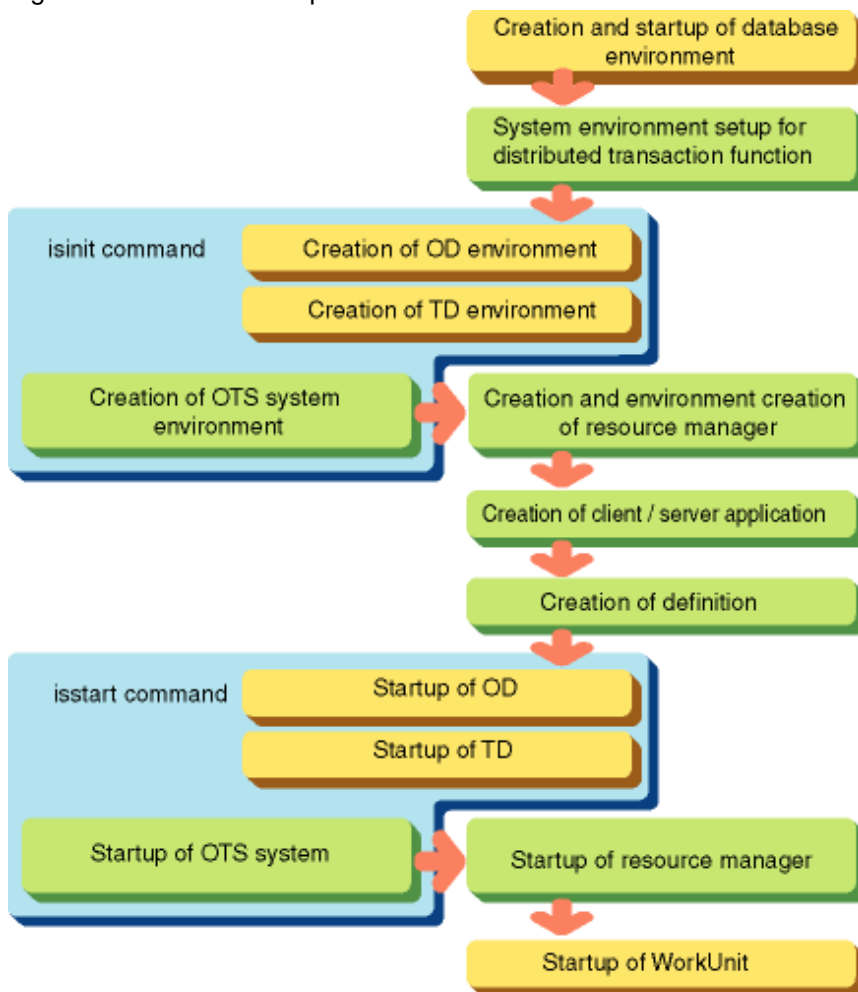 Creation and startup of database
environment
System environment setup for
distributed transaction function
isinit command
Creation of OD environment
Creation of TD environment
Creation of OTS system
environment
Creation and environment creation
of resource manager
Creation of client / server application
Creation of definition
isstart command
Startup of OD
Startup of TD
Startup of OTS system
Startup of resource manager
Startup of WorkUnit